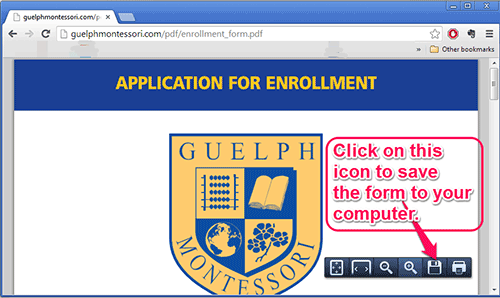 guelphmontessori.com/p
guelphmontessori.com/pdf/enrollment_form.pdf
» Other bookmarks
APPLICATION FOR ENROLLMENT
GUELPH
MONTESSORI
Click on this
icon to save
the form to your
computer.